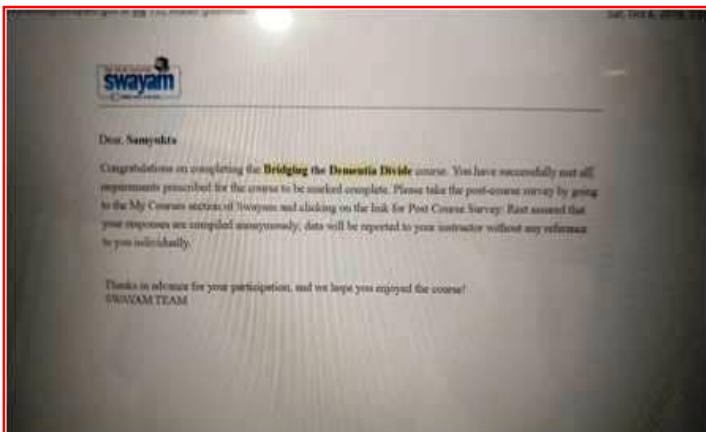 Sat, Oct 6, 2018
swayam
Dear, Samyukta
Congratulations on completing the Bridging the Dementia Divide course. You have successfully met all
requirements prescribed for the course to be marked complete. Please take the post-course survey by going
to the My Courses section of Swayam and clicking on the link for Post Course Survey. Rest assured that
your responses are compiled anonymously; data will be reported to your instructor without any reference
to you individually.
Thanks in advance for your participation, and we hope you enjoyed the course!
SWAYAM TEAM